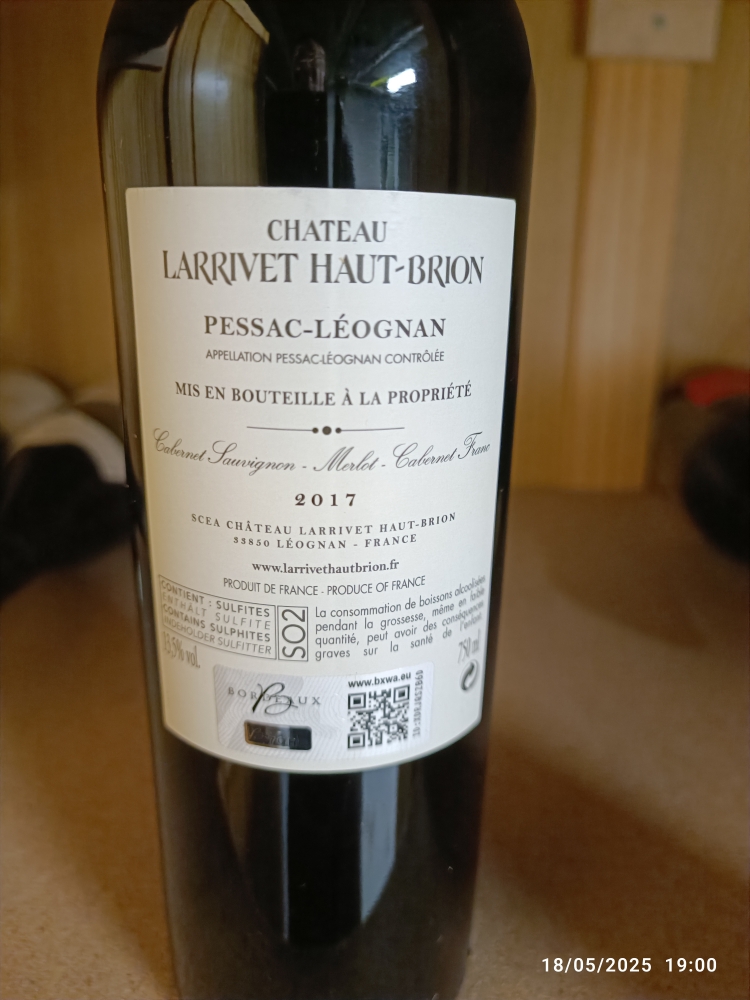 CHATEAU
LARRIVET HAUT-BRION
PESSAC-LÉOGNAN
APPELLATION PESSAC-LÉOGNAN CONTRÔLÉE
MIS EN BOUTEILLE À LA PROPRIÉTÉ
Cabernet Sauvignon - Merlot - Cabernet Franc
2017
SCEA CHÂTEAU LARRIVET HAUT-BRION
33850 LÉOGNAN - FRANCE
www.larrivethautbrion.fr
PRODUIT DE FRANCE - PRODUCE OF FRANCE
CONTIENT : SULFITES
ENTHÄLT SULFITE
CONTAINS SULPHITES
INDEHOLDER SULFITTER
SO2
La consommation de boissons alcoolisées
pendant la grossesse, même en faible
quantité, peut avoir des conséquences
graves sur la santé de l'enfant.
13,5% vol.
750 ml
BORDEAUX
www.bxwa.eu
18/05/2025 19:00